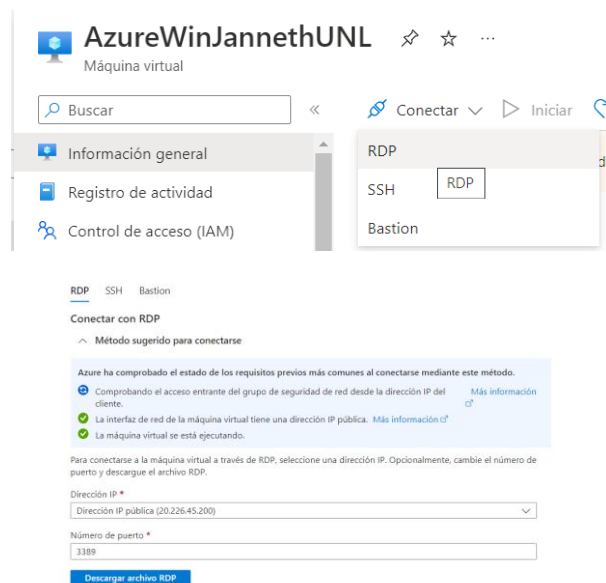 AzureWinJannethUNL
Máquina virtual
Buscar
Conectar
Iniciar
Información general
RDP
Registro de actividad
SSH
RDP
Control de acceso (IAM)
Bastion
RDP SSH Bastion
Conectar con RDP
Método sugerido para conectarse
Azure ha comprobado el estado de los requisitos previos más comunes al conectarse mediante este método.
Comprobando el acceso entrante del grupo de seguridad de red desde la dirección IP del Más información
cliente.
La interfaz de red de la máquina virtual tiene una dirección IP pública. Más información
La máquina virtual se está ejecutando.
Para conectarse a la máquina virtual a través de RDP, seleccione una dirección IP. Opcionalmente, cambie el número de
puerto y descargue el archivo RDP.
Dirección IP *
Dirección IP pública (20.226.45.200)
Número de puerto *
3389
Descargar archivo RDP